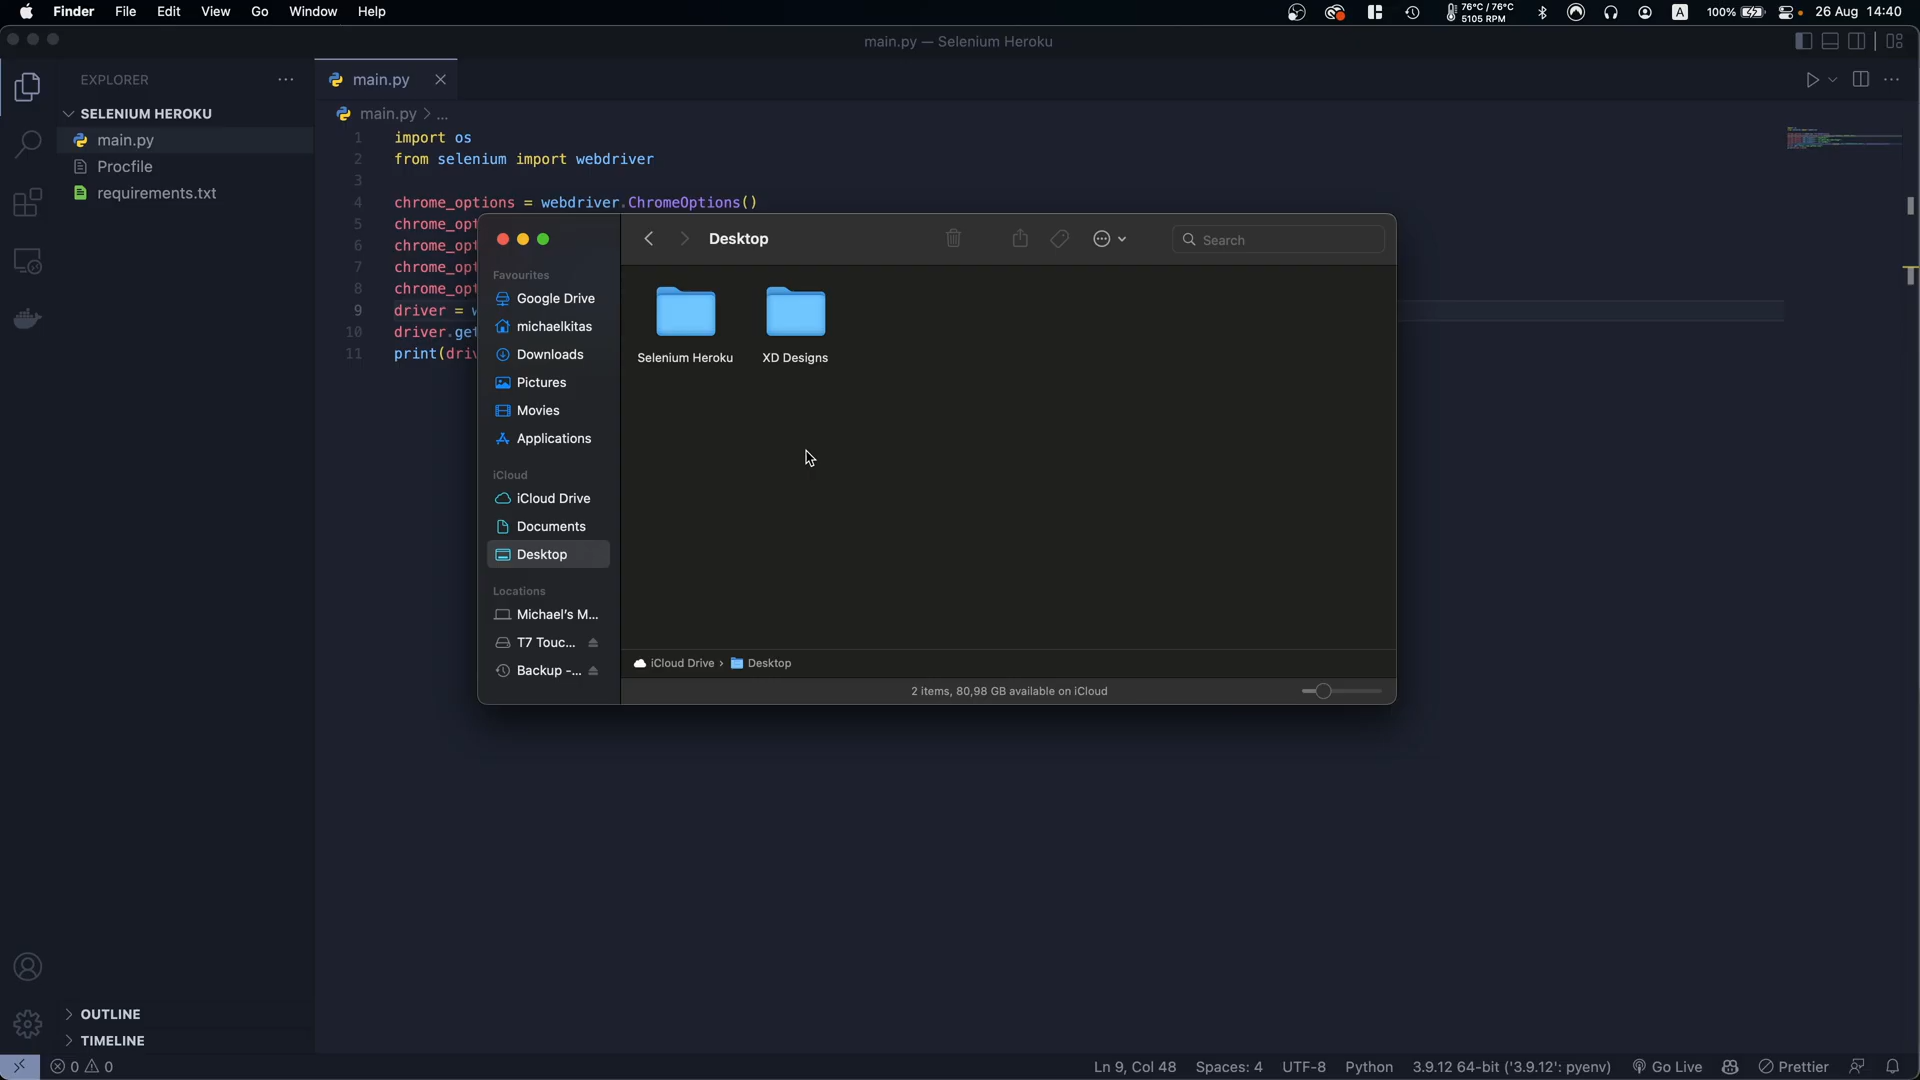 Finder File Edit View Go Window Help
76°C / 76°C
5105 RPM
A
100%
26 Aug 14:40
main.py — Selenium Heroku
EXPLORER
main.py
SELENIUM HEROKU
main.py
Procfile
requirements.txt
main.py > ...
1 import os
2 from selenium import webdriver
3
4 chrome_options = webdriver.ChromeOptions()
5 chrome_opt
6 chrome_opt
7 chrome_opt
8 chrome_opt
9 driver = w
10 driver.get
11 print(driv
Desktop
Search
Favourites
Google Drive
michaelkitas
Downloads
Pictures
Movies
Applications
iCloud
iCloud Drive
Documents
Desktop
Locations
Michael's M...
T7 Touc...
Backup -...
Selenium Heroku
XD Designs
iCloud Drive › Desktop
2 items, 80,98 GB available on iCloud
OUTLINE
TIMELINE
0 0
Ln 9, Col 48
Spaces: 4
UTF-8
Python
3.9.12 64-bit ('3.9.12': pyenv)
Go Live
Prettier